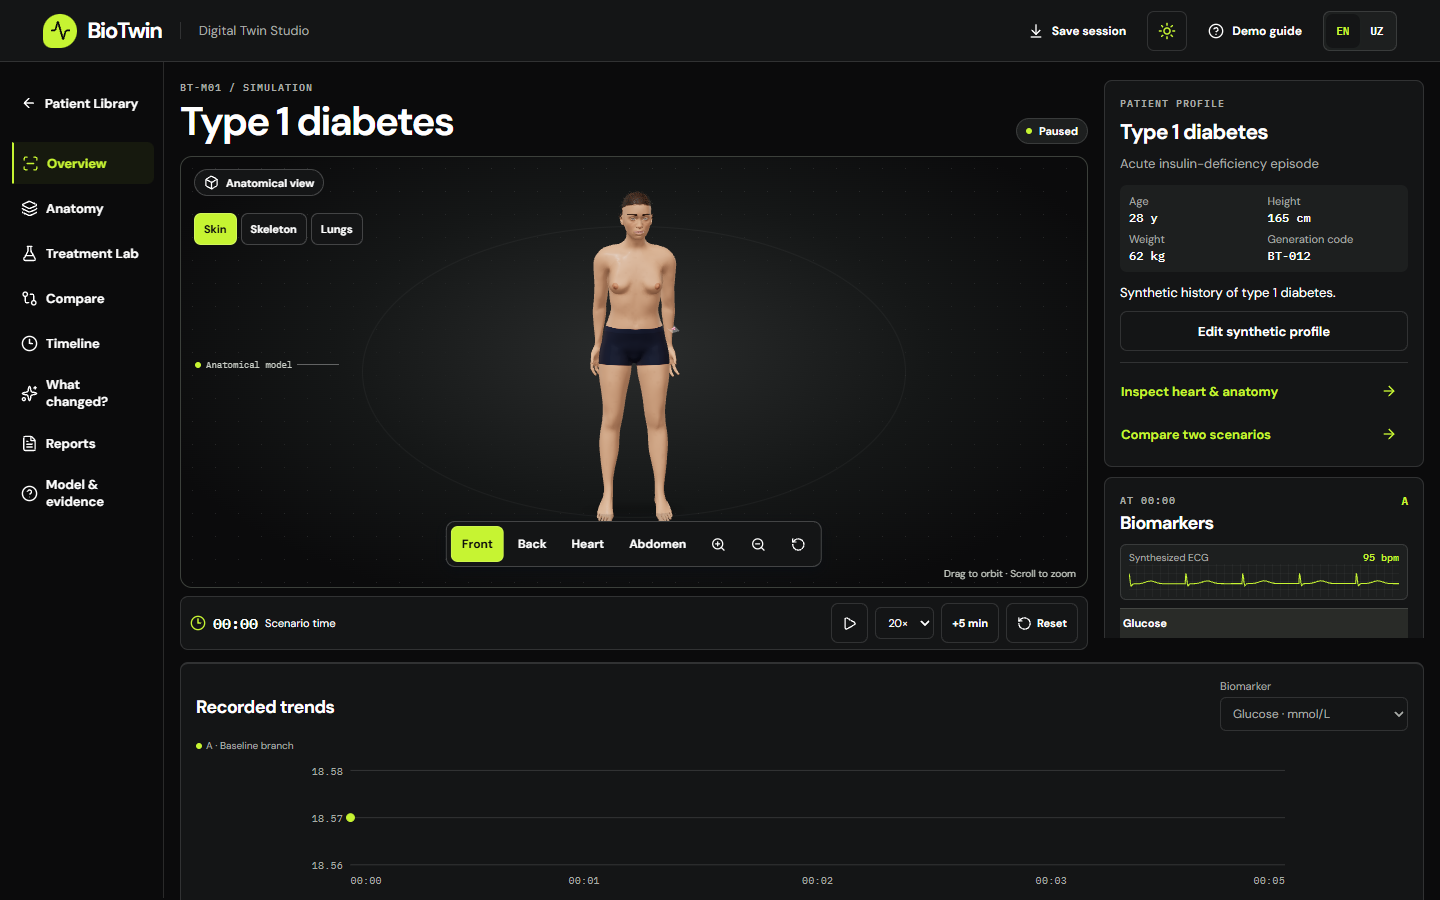 BioTwin
Digital Twin Studio
Save session
Demo guide
EN
UZ
Patient Library
Overview
Anatomy
Treatment Lab
Compare
Timeline
What
changed?
Reports
Model &
evidence
BT-M01 / SIMULATION
Type 1 diabetes
Paused
Anatomical view
Skin
Skeleton
Lungs
Anatomical model
Front
Back
Heart
Abdomen
Drag to orbit · Scroll to zoom
00:00 Scenario time
20×
+5 min
Reset
PATIENT PROFILE
Type 1 diabetes
Acute insulin-deficiency episode
Age
Height
28 y
165 cm
Weight
Generation code
62 kg
BT-012
Synthetic history of type 1 diabetes.
Edit synthetic profile
Inspect heart & anatomy
Compare two scenarios
AT 00:00
A
Biomarkers
Synthesized ECG
95 bpm
Glucose
Recorded trends
Biomarker
Glucose · mmol/L
A · Baseline branch
18.58
18.57
18.56
00:00
00:01
00:02
00:03
00:05